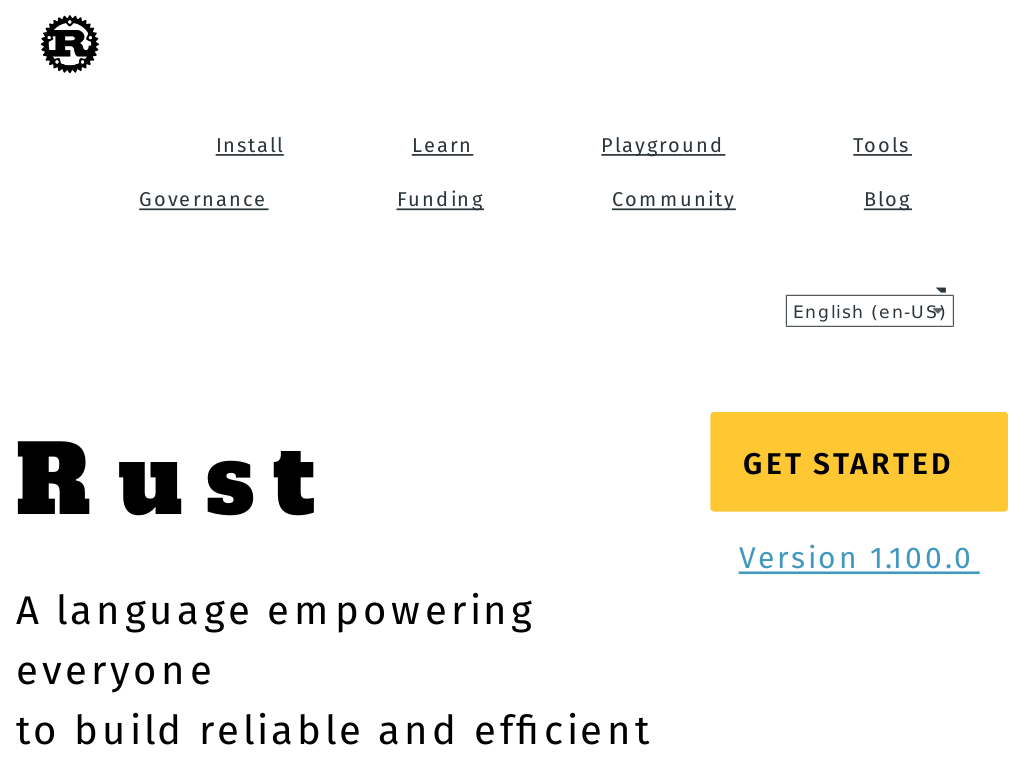 R
Install Learn Playground Tools
Governance Funding Community Blog
English (en-US)
Rust
GET STARTED
Version 1.100.0
A language empowering
everyone
to build reliable and efficient